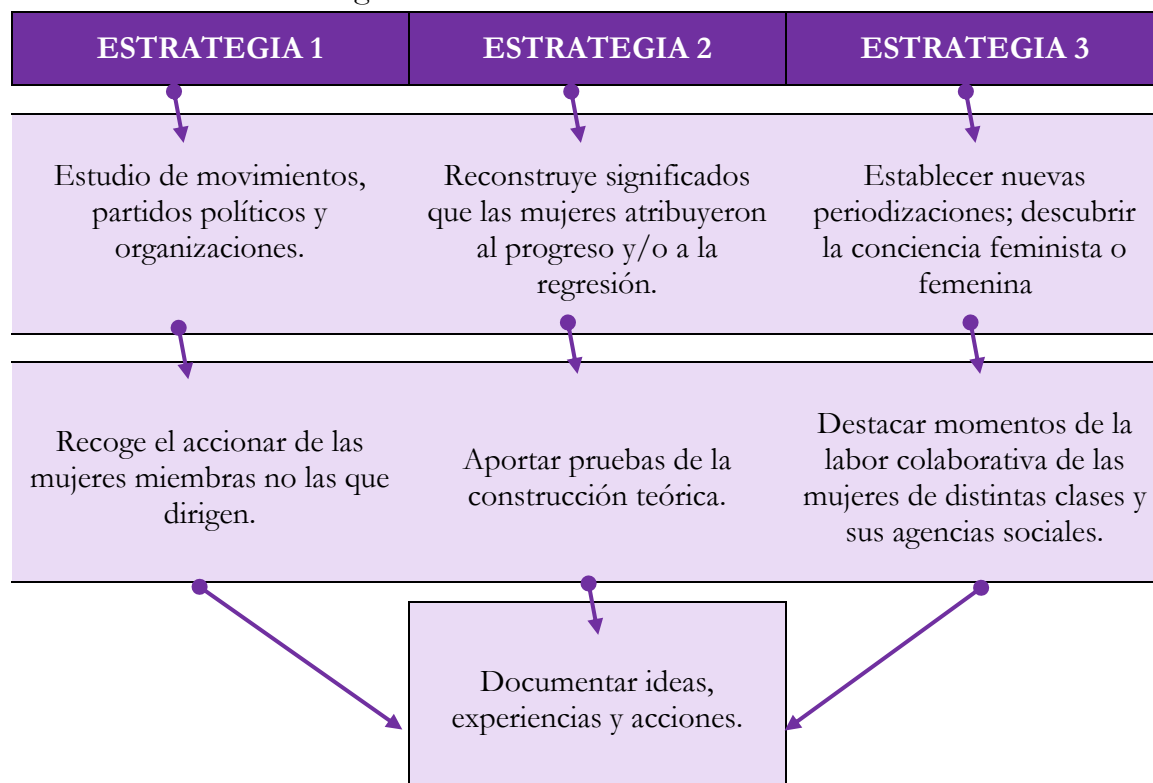 ESTRATEGIA 1
ESTRATEGIA 2
ESTRATEGIA 3
Estudio de movimientos,
partidos políticos y
organizaciones.
Reconstruye significados
que las mujeres atribuyeron
al progreso y/o a la
regresión.
Establecer nuevas
periodizaciones; descubrir
la conciencia feminista o
femenina
Recoge el accionar de las
mujeres miembras no las que
dirigen.
Aportar pruebas de la
construcción teórica.
Destacar momentos de la
labor colaborativa de las
mujeres de distintas clases y
sus agencias sociales.
Documentar ideas,
experiencias y acciones.